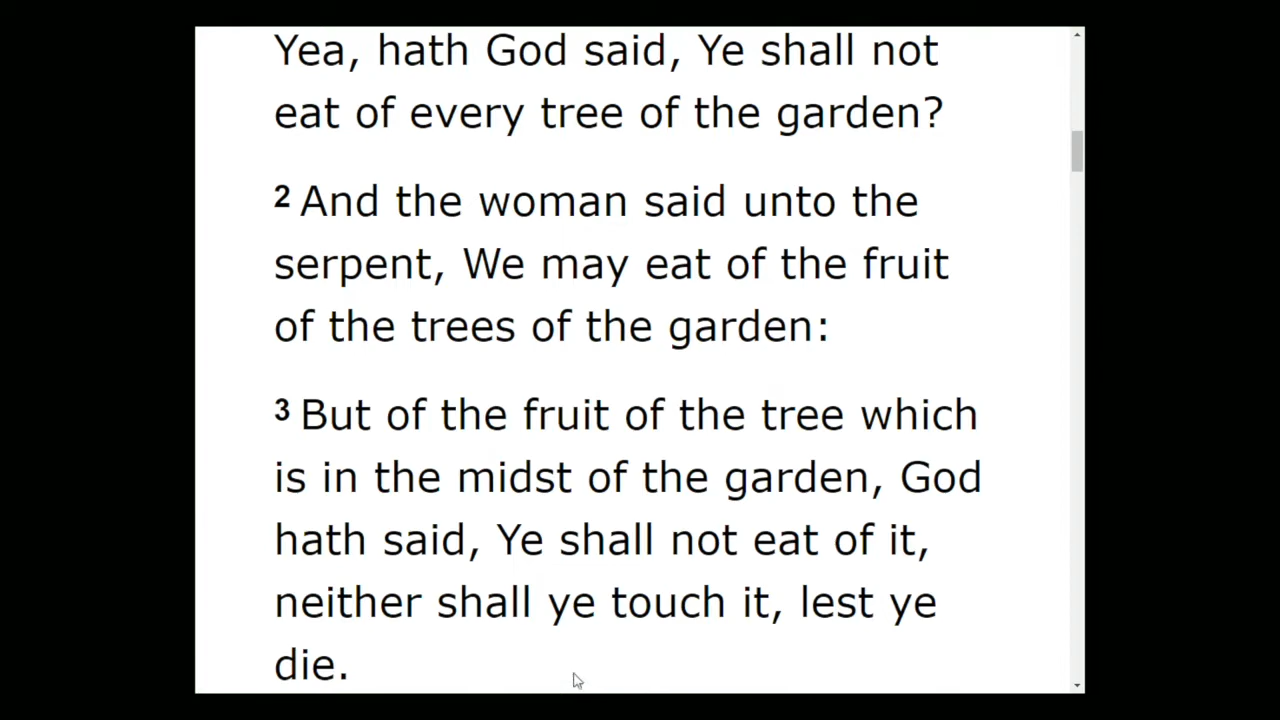 Yea, hath God said, Ye shall not
eat of every tree of the garden?
2 And the woman said unto the
serpent, We may eat of the fruit
of the trees of the garden:
3 But of the fruit of the tree which
is in the midst of the garden, God
hath said, Ye shall not eat of it,
neither shall ye touch it, lest ye
die.